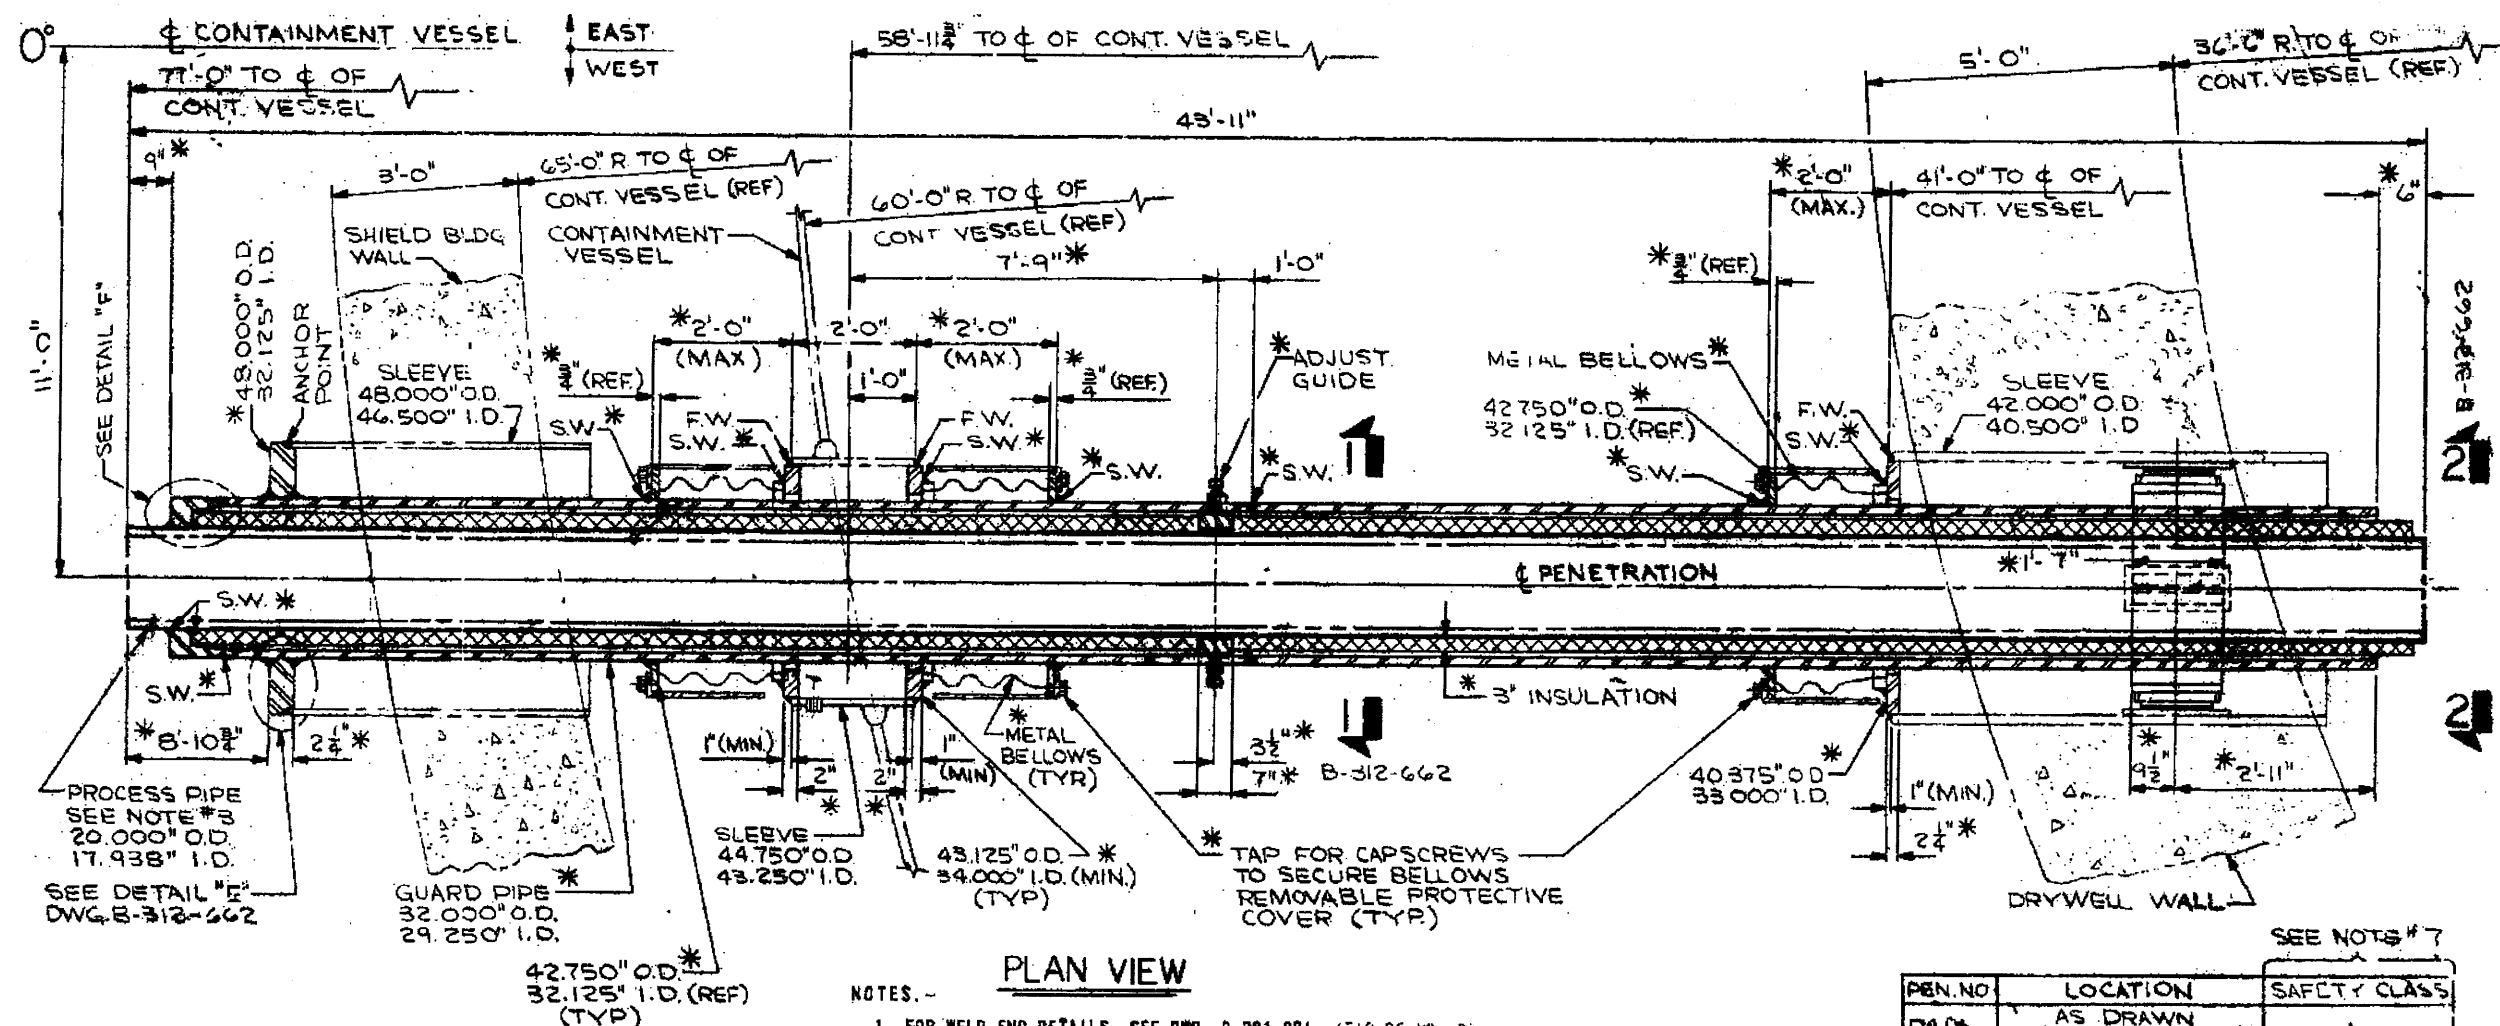 0°
℄ CONTAINMENT VESSEL
EAST
WEST
77'-0" TO ℄ OF
CONT. VESSEL
58'-11¾" TO ℄ OF CONT. VESSEL
5'-0"
36'-6" R. TO ℄ OF
CONT. VESSEL (REF.)
43'-11"
9" *
3'-0"
65'-0" R TO ℄ OF
CONT. VESSEL (REF)
60'-0" R. TO ℄ OF
CONT VESSEL (REF)
* 2'-0"
(MAX.)
41'-0" TO ℄ OF
CONT. VESSEL
* 6"
SHIELD BLDG
WALL
CONTAINMENT
VESSEL
7'-9" *
1'-0"
* ¾" (REF.)
11'-0"
SEE DETAIL "F"
* 48.000" O.D.
32.125" I.D.
ANCHOR
POINT
* 2'-0"
(MAX.)
2'-0"
* 2'-0"
(MAX.)
1'-0"
* ¾" (REF.)
* ¾" (REF.)
SLEEVE
48.000" O.D.
46.500" I.D.
S.W. *
F.W.
S.W. *
F.W.
S.W. *
* S.W.
* ADJUST.
GUIDE
* S.W.
1
METAL BELLOWS *
42.750" O.D. *
32.125" I.D. (REF.)
* S.W.
F.W.
S.W. *
SLEEVE
42.000" O.D.
40.500" I.D
2
℄ PENETRATION
* 1'-7"
S.W. *
S.W. *
* 8'-10¾"
2¼" *
1" (MIN.)
2"
*
2"
*
1"
(MIN)
*
METAL
BELLOWS
(TYP.)
* 3" INSULATION
1
3½" *
7" *
B-312-662
*
40.375" O.D
33.000" I.D.
1" (MIN.)
2¼" *
*
9½"
* 2'-11"
2
PROCESS PIPE
SEE NOTE #3
20.000" O.D.
17.938" I.D.
SEE DETAIL "E"
DWG. B-312-662
GUARD PIPE *
32.000" O.D.
29.250" I.D.
SLEEVE
44.750" O.D
43.250" I.D.
43.125" O.D. *
34.000" I.D. (MIN.)
(TYP)
* TAP FOR CAPSCREWS
TO SECURE BELLOWS
REMOVABLE PROTECTIVE
COVER (TYP.)
DRYWELL WALL
42.750" O.D. *
32.125" I.D. (REF)
(TYP)
PLAN VIEW
NOTES.-
SEE NOTE #7
PEN. NO
LOCATION
SAFETY CLASS
AS DRAWN